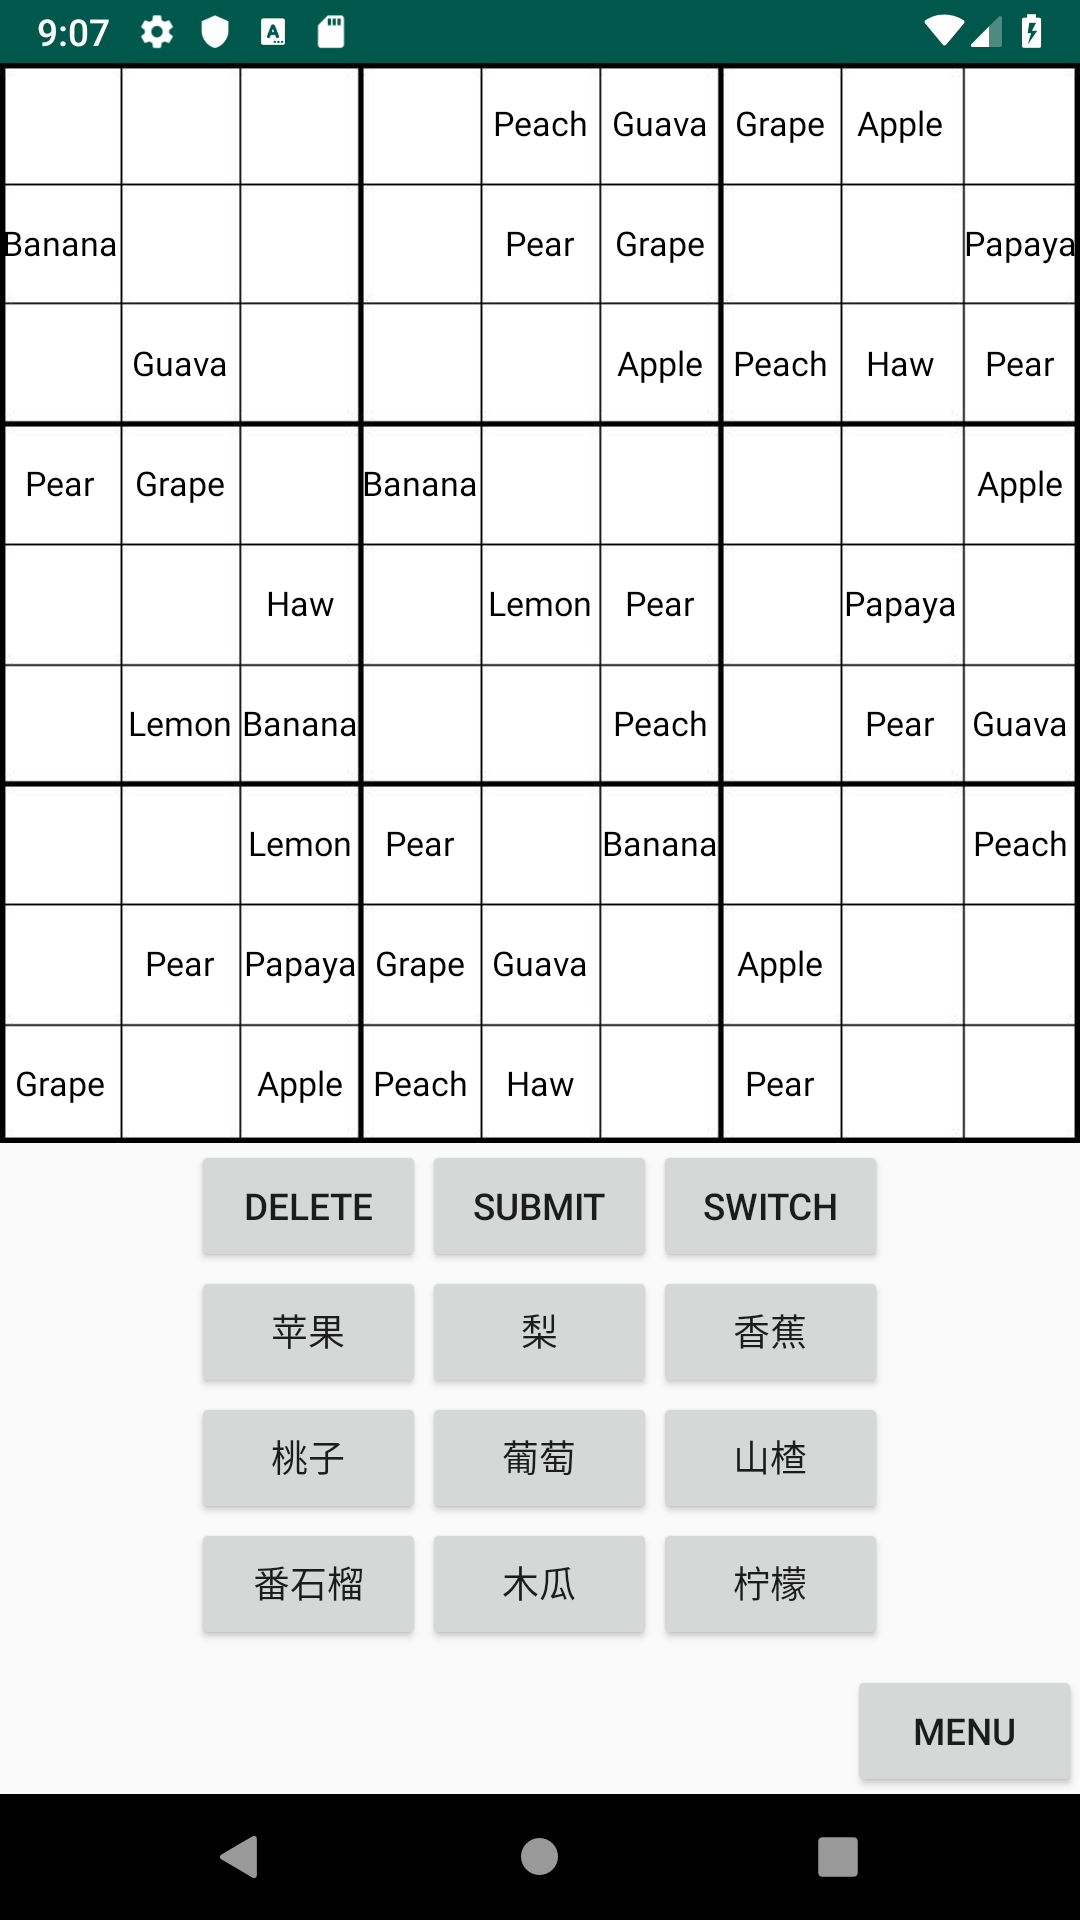 9:07
Peach Guava Grape Apple
Banana Pear Grape Papaya
Guava Apple Peach Haw Pear
Pear Grape Banana Apple
Haw Lemon Pear Papaya
Lemon Banana Peach Pear Guava
Lemon Pear Banana Peach
Pear Papaya Grape Guava Apple
Grape Apple Peach Haw Pear
DELETE SUBMIT SWITCH
苹果 梨 香蕉
桃子 葡萄 山楂
番石榴 木瓜 柠檬
MENU